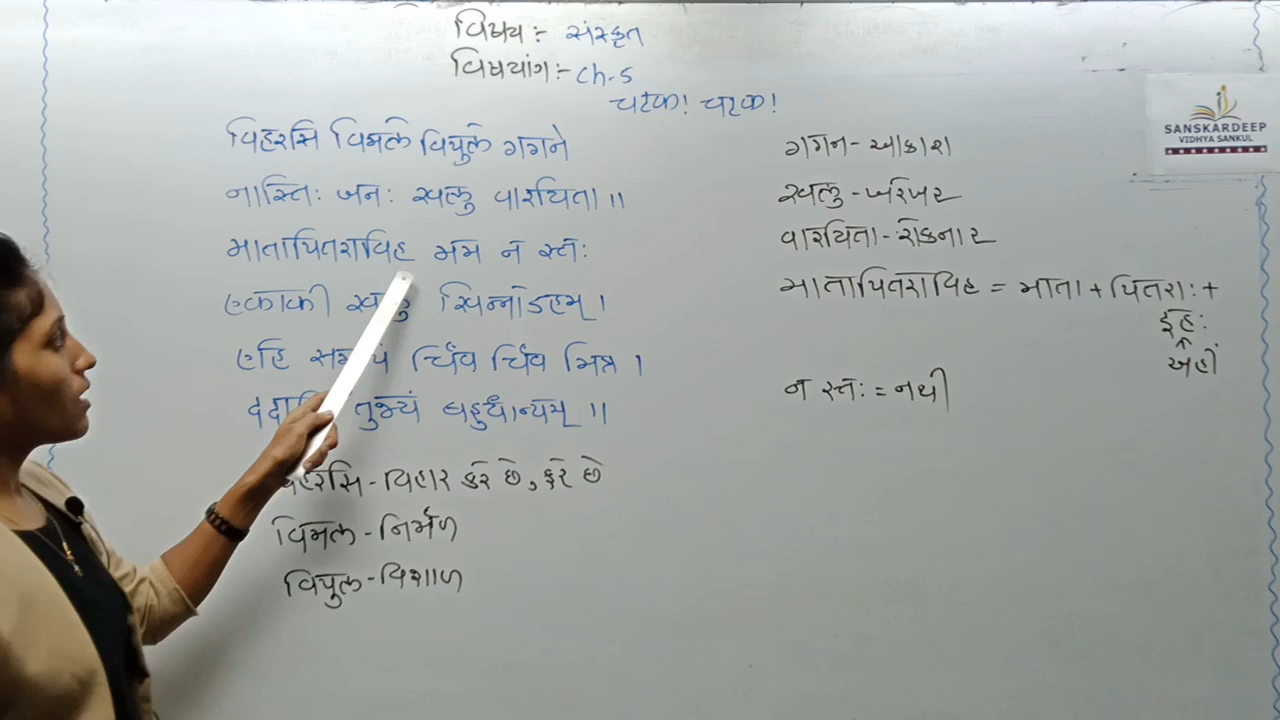 विषय :- संस्कृत
विषयांग :- ch-5
चटक! चटक!
विहरसि विमले विपुले गगने
नास्तिः जनः खलु वारयिता ॥
मातापितराविह मम न स्तः
एकाकी खलु खिन्नोऽहम् ।
एहि समीपं चिँव चिँव मित्र ।
ददामि तुभ्यं बहुधान्यम् ॥
विहरसि - વિહાર કરે છે, ફરે છે
विमल - નિર્મળ
विपुल - વિશાળ
गगन - આકાશ
खलु - ખરેખર
वारयिता - રોકનાર
मातापितराविह = माता + पितराः +
इहः
↑
અહીં
न स्तः = નથી
SANSKARDEEP
VIDHYA SANKUL